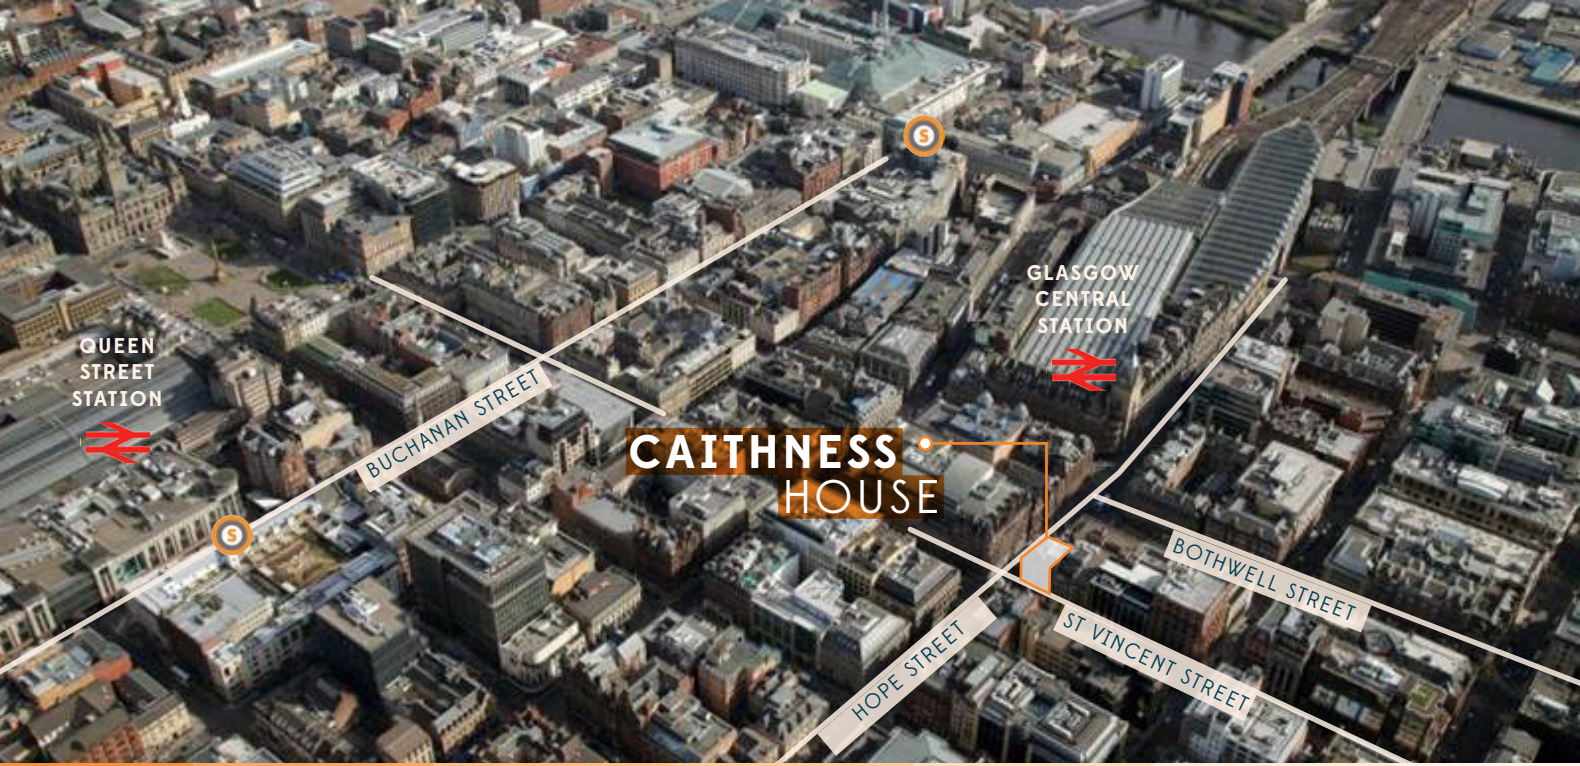 S
GLASGOW
CENTRAL
STATION
QUEEN
STREET
STATION
BUCHANAN STREET
CAITHNESS
HOUSE
S
BOTHWELL STREET
HOPE STREET
ST VINCENT STREET